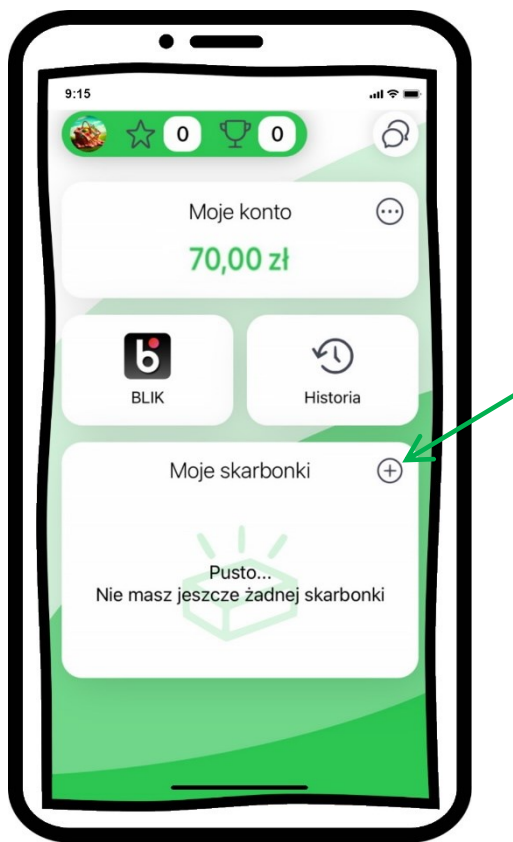 9:15
0 0
Moje konto
70,00 zł
BLIK Historia
Moje skarbonki
Pusto...
Nie masz jeszcze żadnej skarbonki